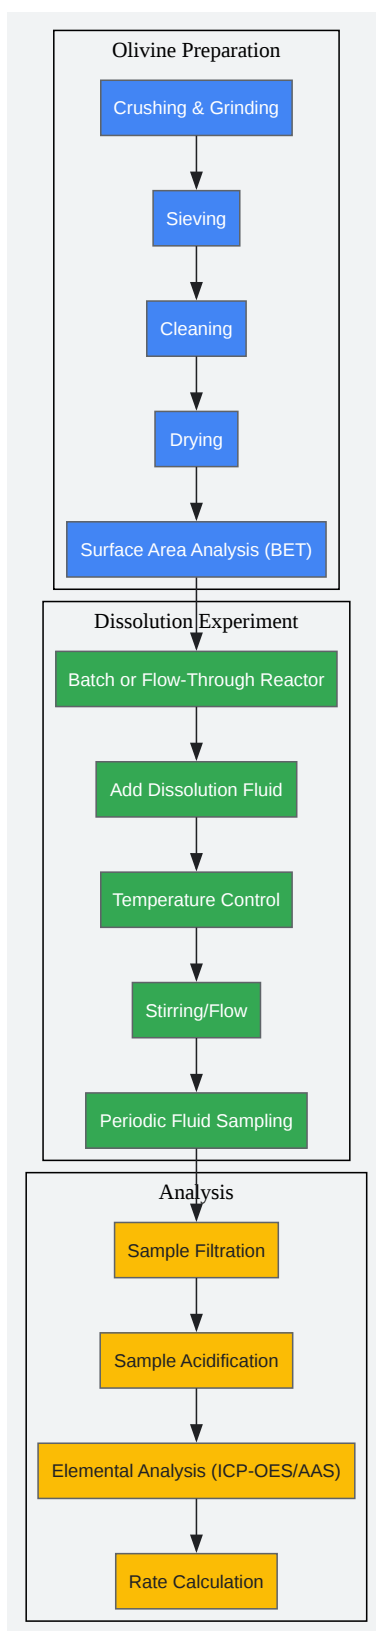 Olivine Preparation
Crushing & Grinding
Sieving
Cleaning
Drying
Surface Area Analysis (BET)
Dissolution Experiment
Batch or Flow-Through Reactor
Add Dissolution Fluid
Temperature Control
Stirring/Flow
Periodic Fluid Sampling
Analysis
Sample Filtration
Sample Acidification
Elemental Analysis (ICP-OES/AAS)
Rate Calculation